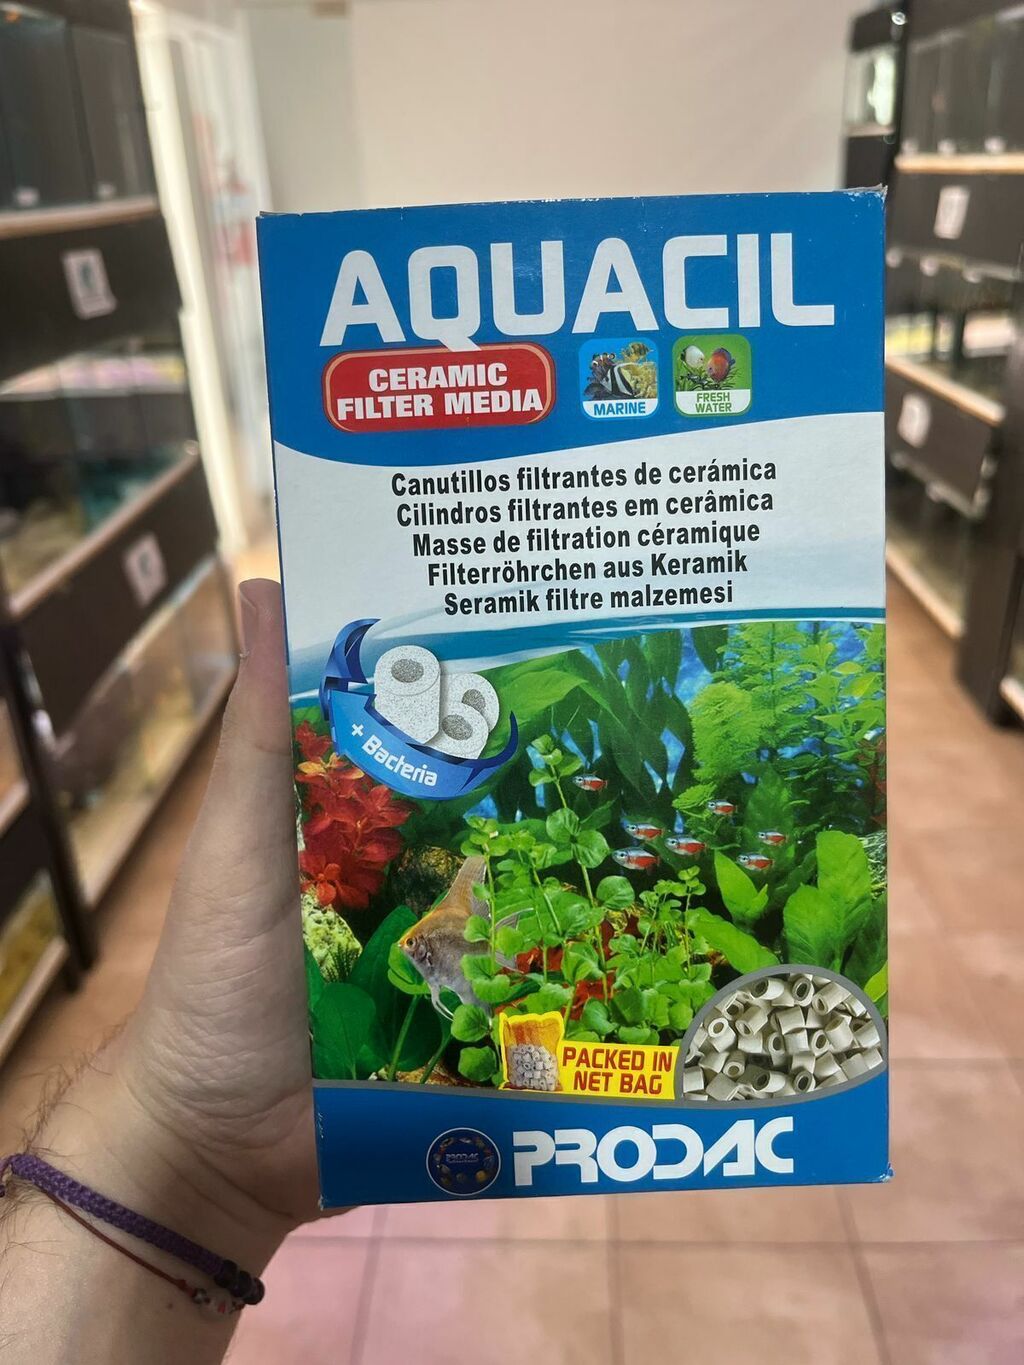 AQUACIL
CERAMIC
FILTER MEDIA
MARINE
FRESH
WATER
Canutillos filtrantes de cerámica
Cilindros filtrantes em cerâmica
Masse de filtration céramique
Filterröhrchen aus Keramik
Seramik filtre malzemesi
+ Bacteria
PACKED IN
NET BAG
PRODAC
PRODAC